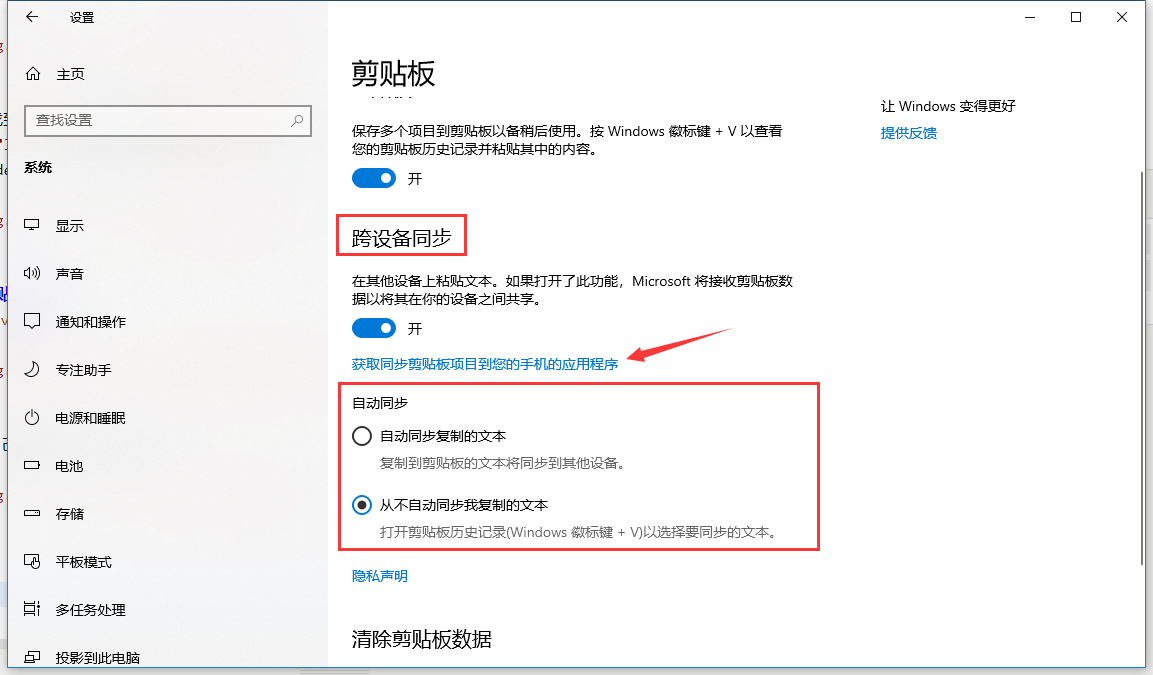 设置
主页
查找设置
系统
显示
声音
通知和操作
专注助手
电源和睡眠
电池
存储
平板模式
多任务处理
投影到此电脑
剪贴板
保存多个项目到剪贴板以备稍后使用。按 Windows 徽标键 + V 以查看
您的剪贴板历史记录并粘贴其中的内容。
开
跨设备同步
在其他设备上粘贴文本。如果打开了此功能，Microsoft 将接收剪贴板数
据以将其在你的设备之间共享。
开
获取同步剪贴板项目到您的手机的应用程序
自动同步
自动同步复制的文本
复制到剪贴板的文本将同步到其他设备。
从不自动同步我复制的文本
打开剪贴板历史记录(Windows 徽标键 + V)以选择要同步的文本。
隐私声明
清除剪贴板数据
让 Windows 变得更好
提供反馈